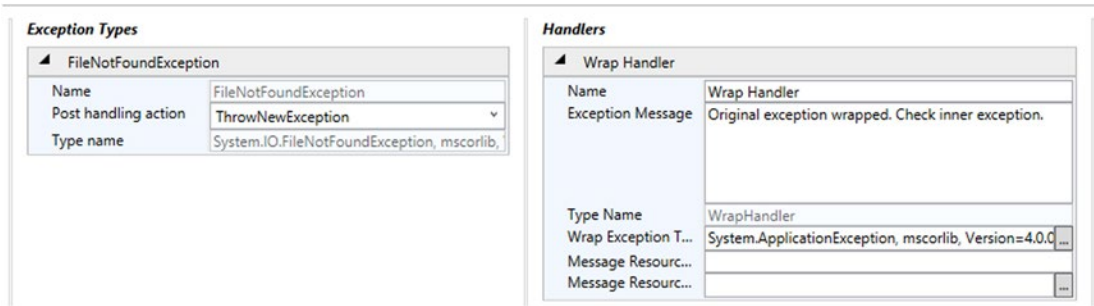 Exception Types
FileNotFoundException
Name FileNotFoundException
Post handling action ThrowNewException
Type name System.IO.FileNotFoundException, mscorlib,
Handlers
Wrap Handler
Name Wrap Handler
Exception Message Original exception wrapped. Check inner exception.
Type Name WrapHandler
Wrap Exception T... System.ApplicationException, mscorlib, Version=4.0.0 ...
Message Resourc...
Message Resourc... ...